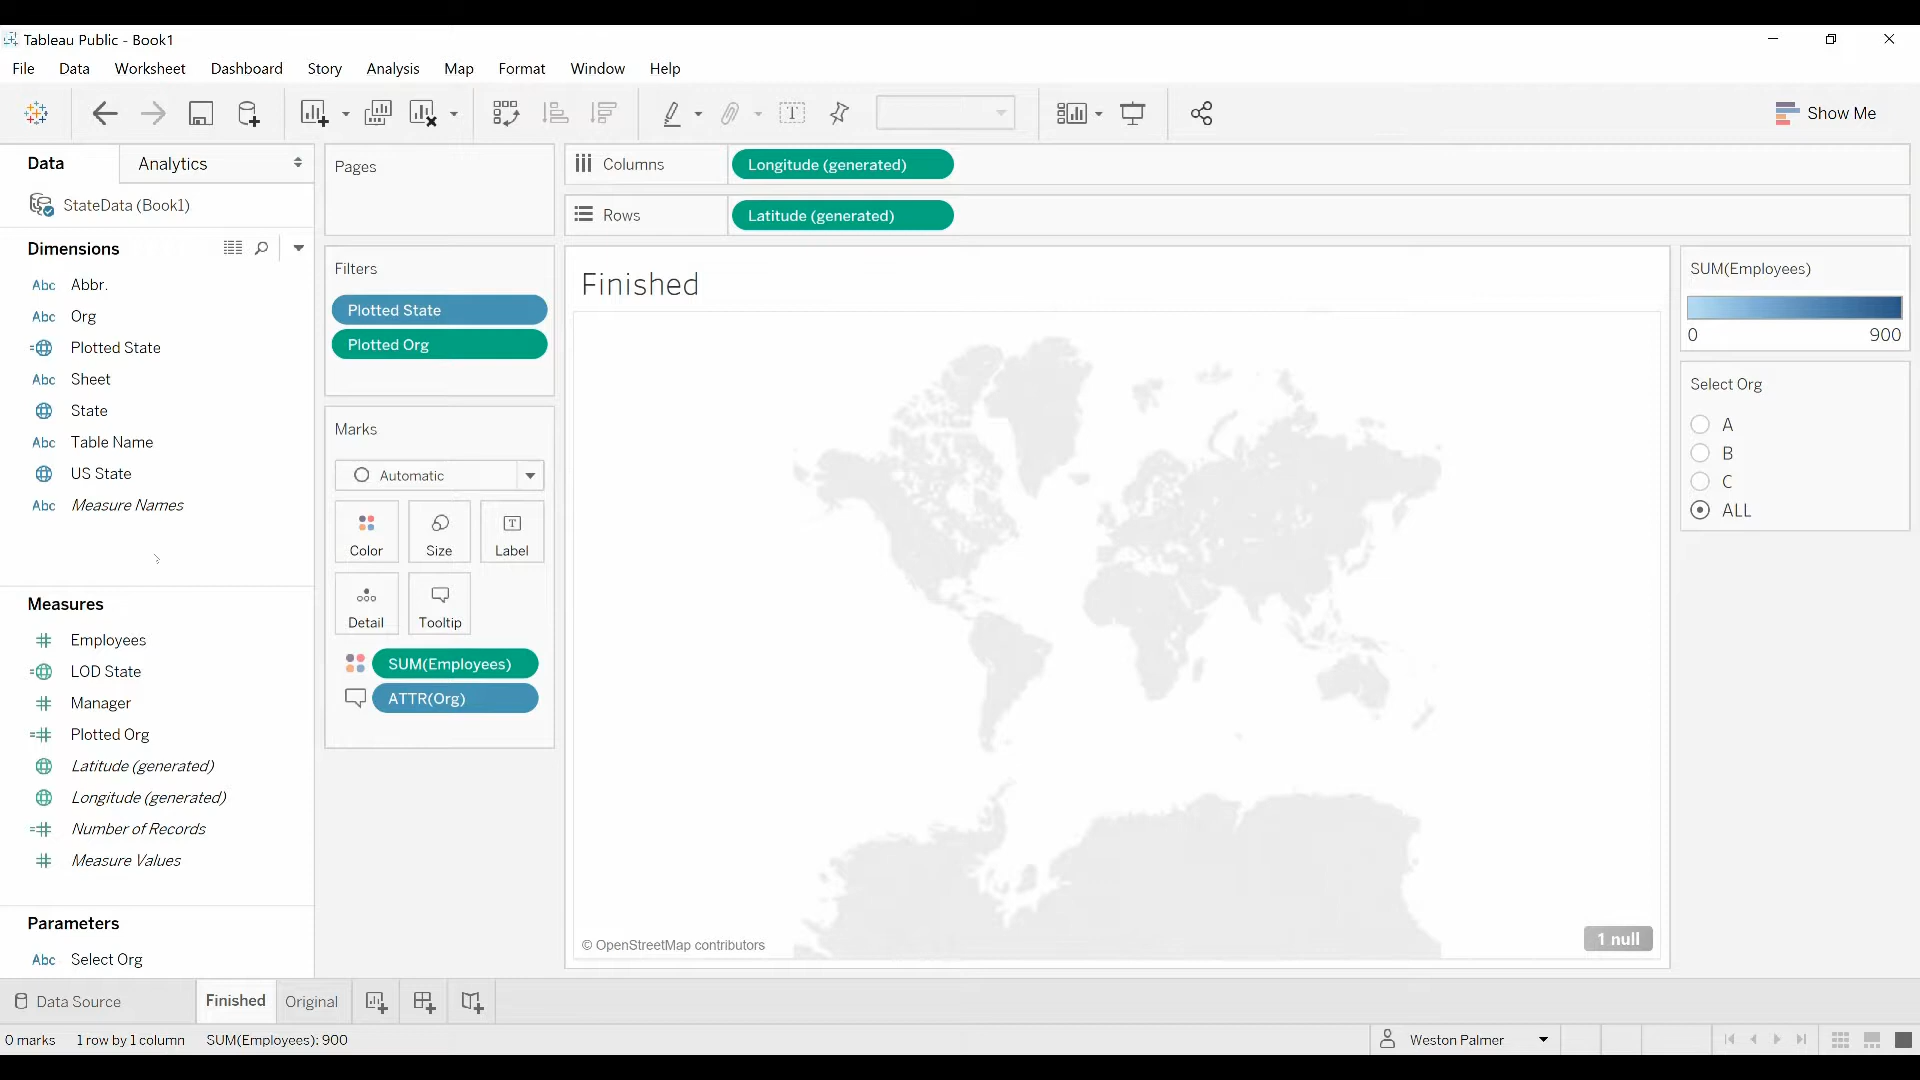 Tableau Public - Book1
File Data Worksheet Dashboard Story Analysis Map Format Window Help
Show Me
Data
Analytics
StateData (Book1)
Dimensions
Abc Abbr.
Abc Org
Plotted State
Abc Sheet
State
Abc Table Name
US State
Abc Measure Names
Measures
Employees
LOD State
Manager
Plotted Org
Latitude (generated)
Longitude (generated)
Number of Records
Measure Values
Parameters
Abc Select Org
Pages
Filters
Plotted State
Plotted Org
Marks
Automatic
Color Size Label
Detail Tooltip
SUM(Employees)
ATTR(Org)
Columns Longitude (generated)
Rows Latitude (generated)
Finished
© OpenStreetMap contributors
1 null
SUM(Employees)
0 900
Select Org
A
B
C
ALL
Data Source Finished Original
0 marks 1 row by 1 column SUM(Employees): 900 Weston Palmer